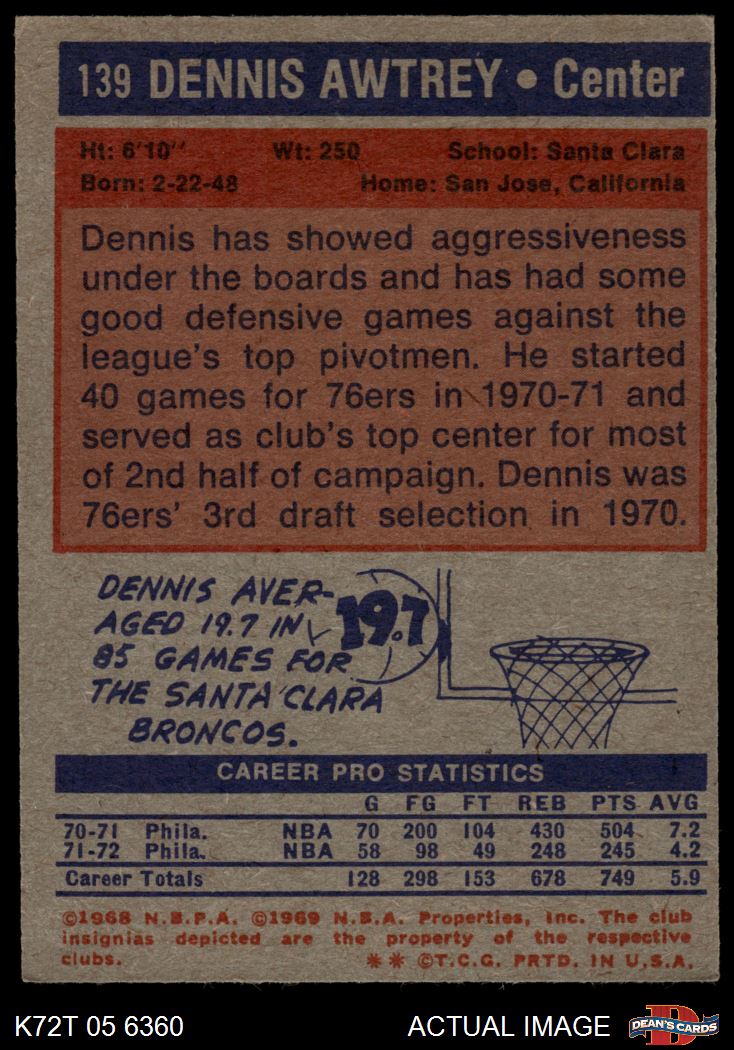 139 DENNIS AWTREY • Center
Ht: 6'10" Wt: 250 School: Santa Clara
Born: 2-22-48 Home: San Jose, California
Dennis has showed aggressiveness
under the boards and has had some
good defensive games against the
league's top pivotmen. He started
40 games for 76ers in 1970-71 and
served as club's top center for most
of 2nd half of campaign. Dennis was
76ers' 3rd draft selection in 1970.
DENNIS AVER-
AGED 19.7 IN
85 GAMES FOR
THE SANTA CLARA
BRONCOS.
19.7
CAREER PRO STATISTICS
G FG FT REB PTS AVG
70-71 Phila. NBA 70 200 104 430 504 7.2
71-72 Phila. NBA 58 98 49 248 245 4.2
Career Totals 128 298 153 678 749 5.9
©1968 N.B.P.A. ©1969 N.B.A. Properties, Inc. The club
insignias depicted are the property of the respective
clubs. ** ©T.C.G. PRTD. IN U.S.A.
K72T 05 6360 ACTUAL IMAGE D DEAN'S CARDS